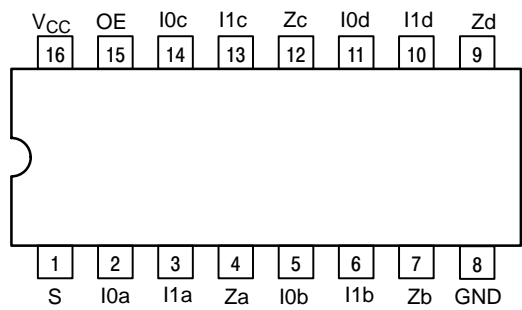 VCC OE I0c I1c Zc I0d I1d Zd
16 15 14 13 12 11 10 9
1 2 3 4 5 6 7 8
S I0a I1a Za I0b I1b Zb GND